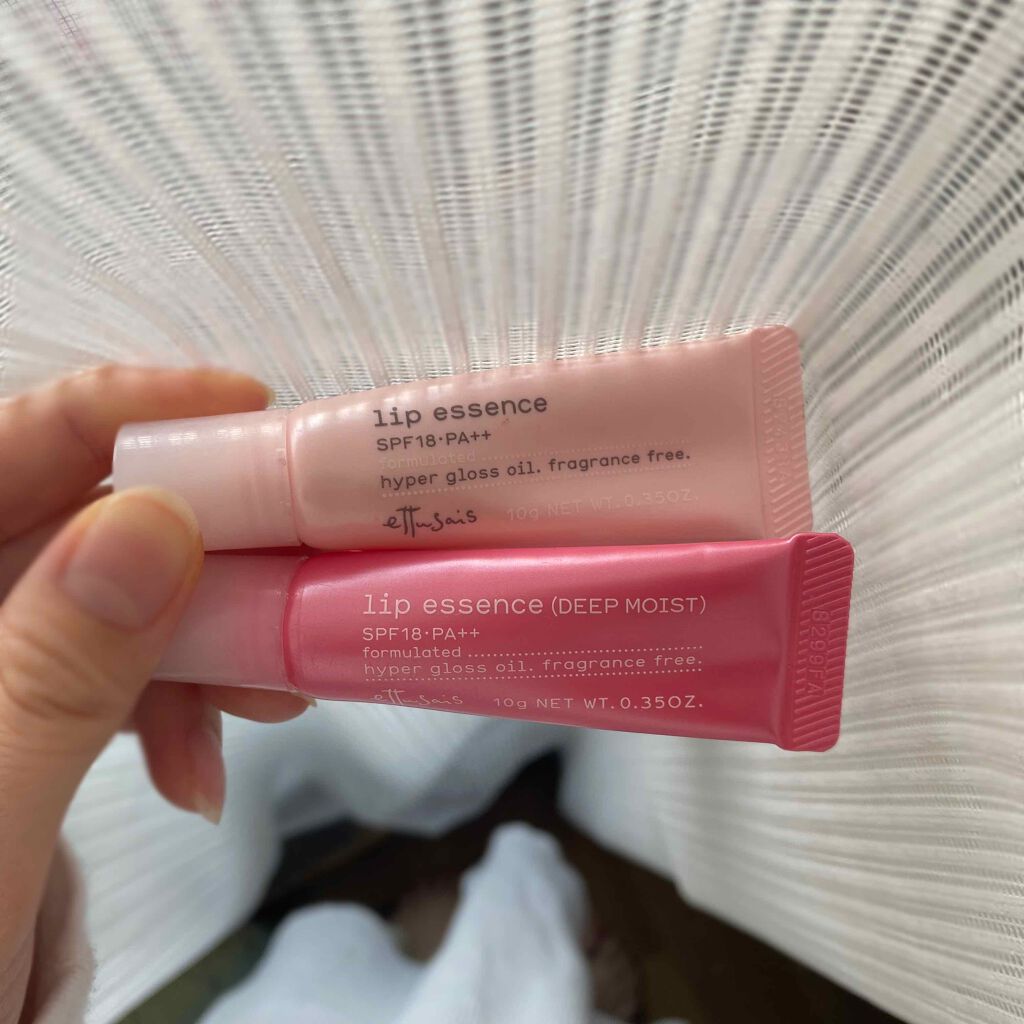 lip essence
SPF18·PA++
formulated
hyper gloss oil. fragrance free.
ettusais 10g NET WT. 0.35OZ.
lip essence (DEEP MOIST)
SPF18·PA++
formulated
hyper gloss oil. fragrance free.
ettusais 10g NET WT. 0.35OZ.
8299FA